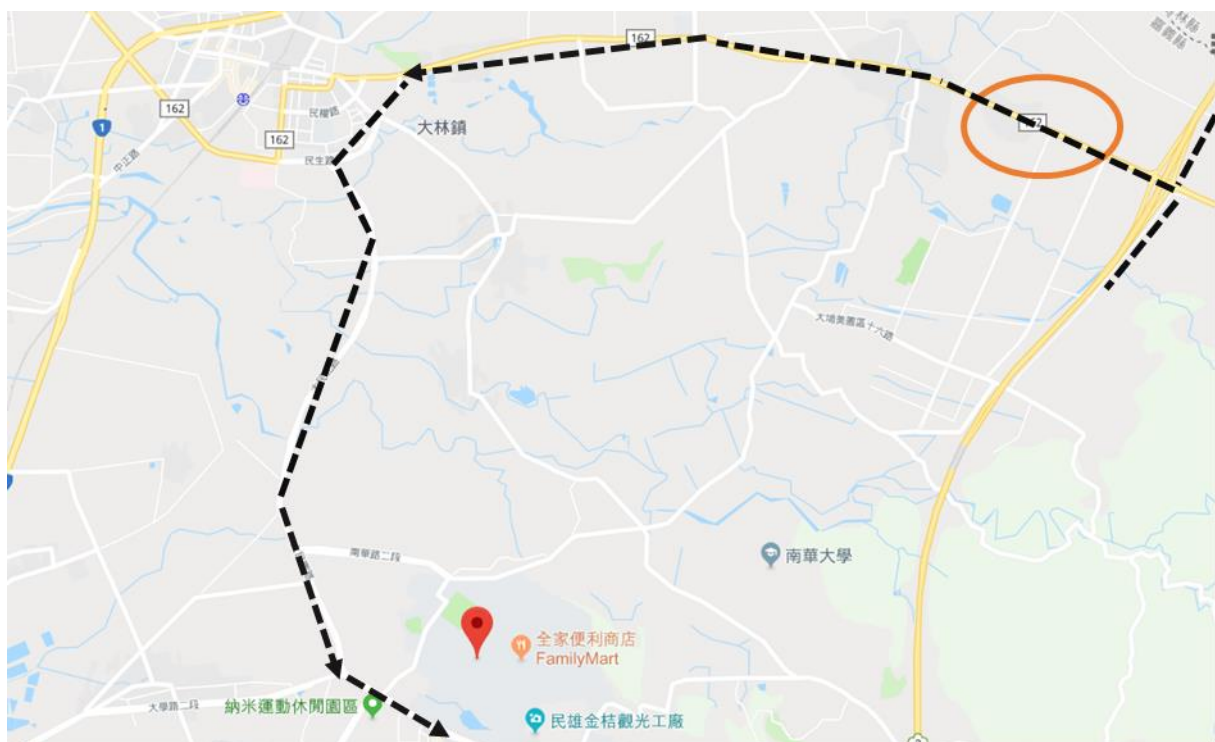 162
162
162
162
1
民權路
大林鎮
民生路
中正路
大埔美園區十六路
南華路二段
南華大學
全家便利商店
FamilyMart
大學路二段
納米運動休閒園區
民雄金桔觀光工廠